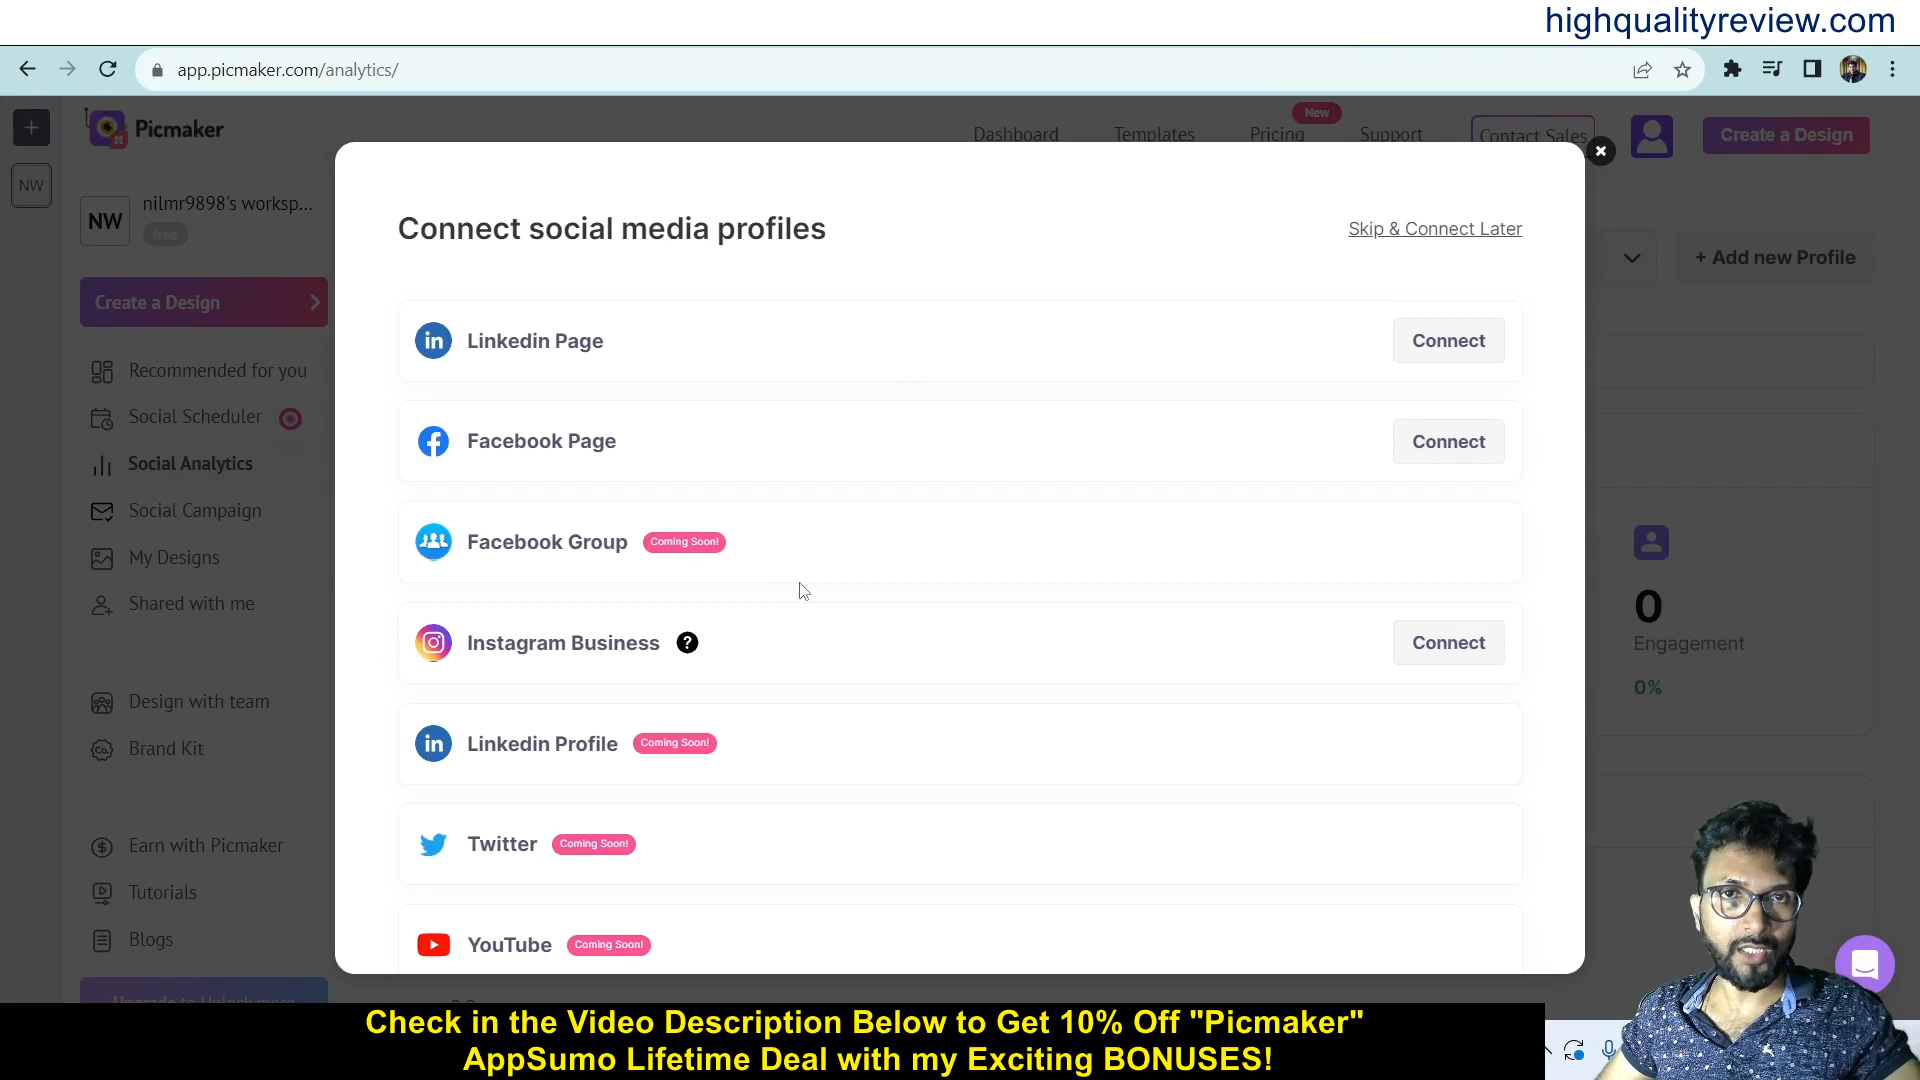 highqualityreview.com
app.picmaker.com/analytics/
Picmaker
Dashboard
Templates
Pricing
New
Support
Contact Sales
Create a Design
NW
NW
nilmr9898's worksp...
free
Create a Design
Recommended for you
Social Scheduler
Social Analytics
Social Campaign
My Designs
Shared with me
Design with team
Brand Kit
Earn with Picmaker
Tutorials
Blogs
Upgrade to Unlock more
Connect social media profiles
Skip & Connect Later
Linkedin Page
Connect
Facebook Page
Connect
Facebook Group
Coming Soon!
Instagram Business
?
Connect
Linkedin Profile
Coming Soon!
Twitter
Coming Soon!
YouTube
Coming Soon!
+ Add new Profile
0
Engagement
0%
Check in the Video Description Below to Get 10% Off "Picmaker"
AppSumo Lifetime Deal with my Exciting BONUSES!